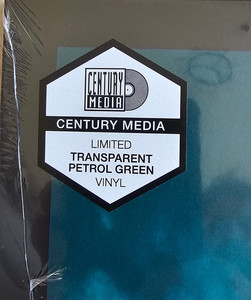 CENTURY
MEDIA
CENTURY MEDIA
LIMITED
TRANSPARENT
PETROL GREEN
VINYL